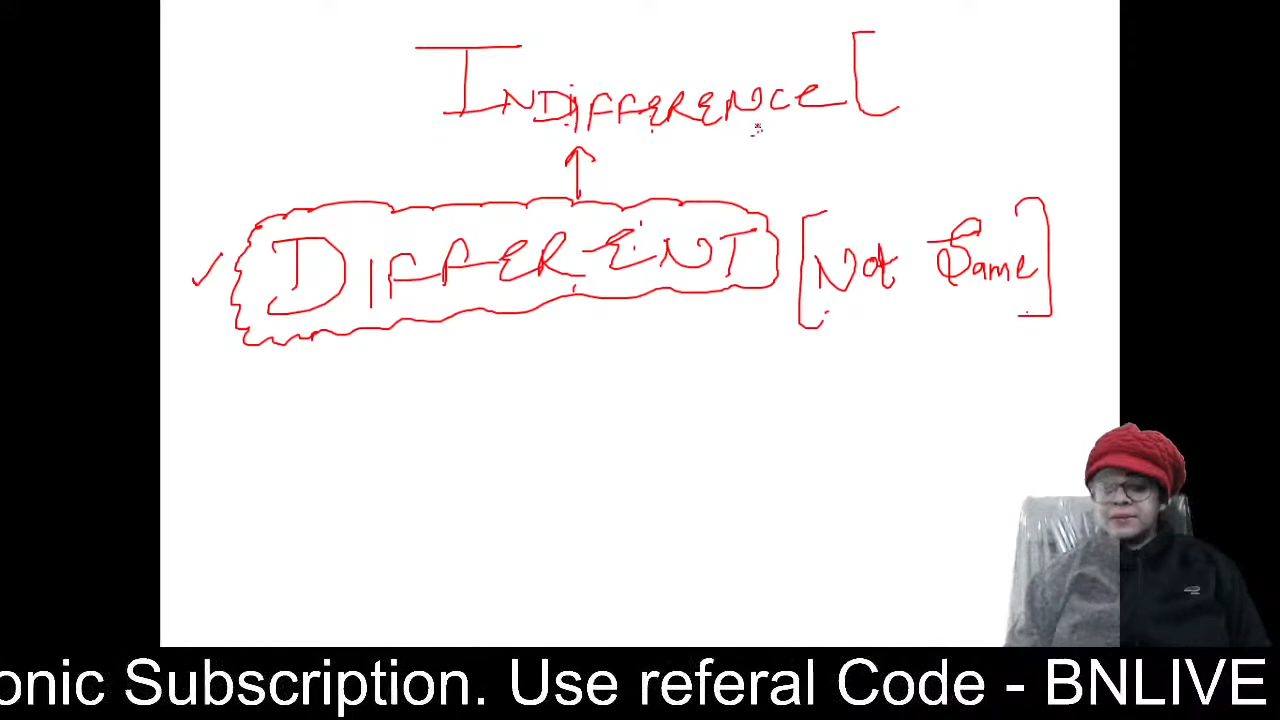 INDIFFERENCE [
DIFFERENT [Not Same]
onic Subscription. Use referal Code - BNLIVE